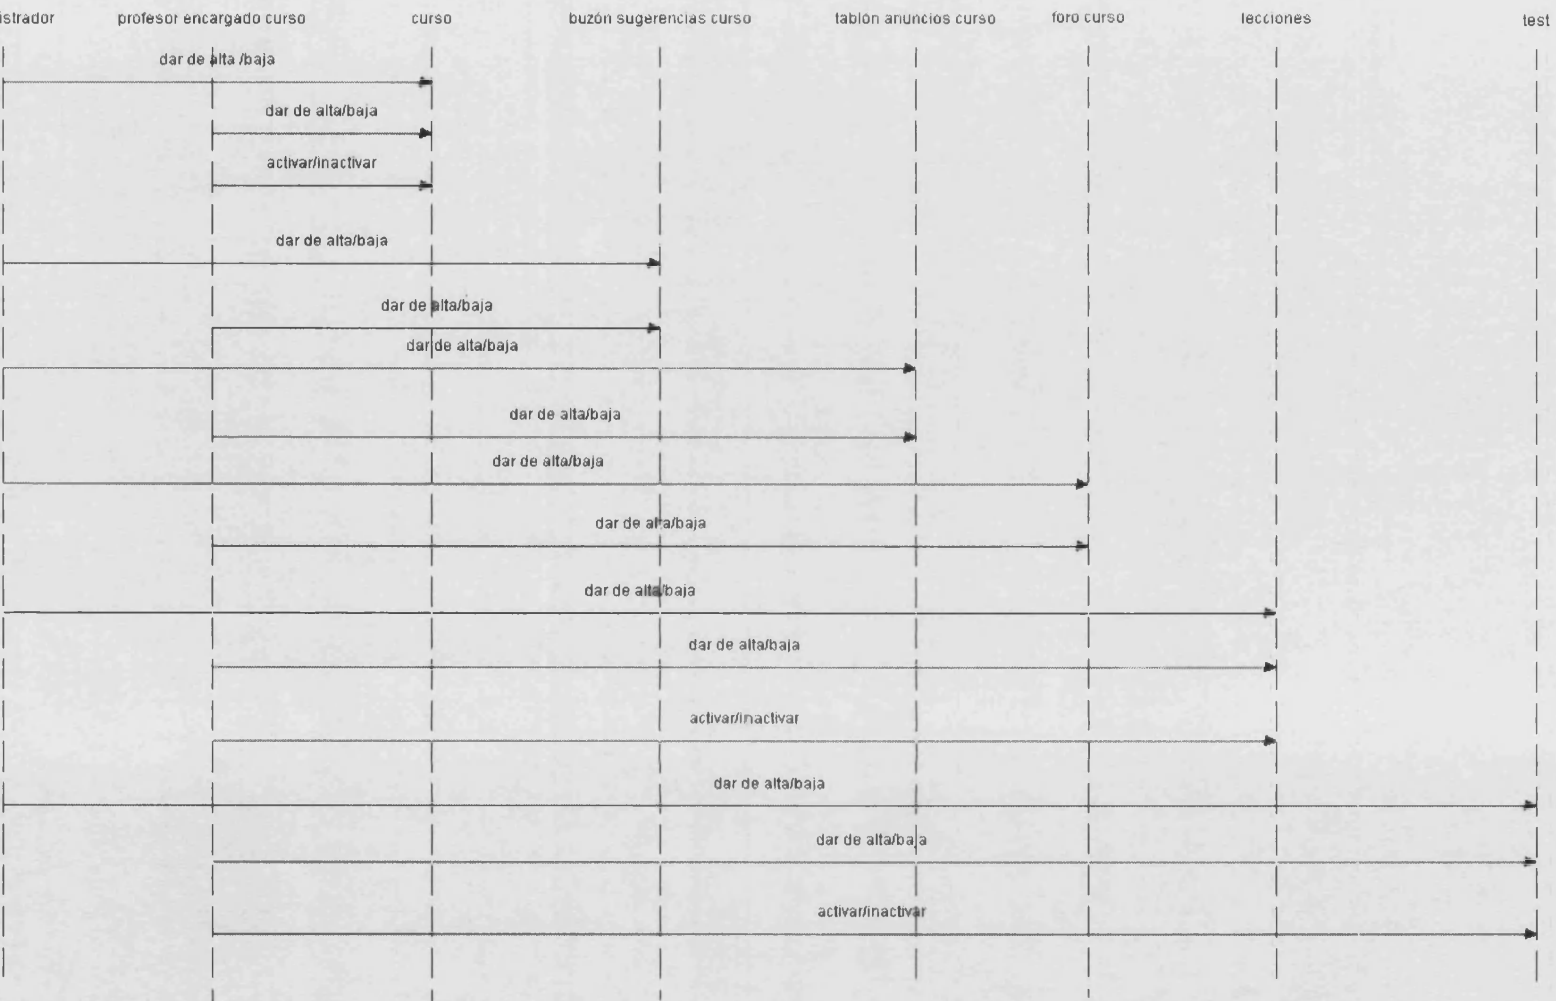 istrador profesor encargado curso curso buzón sugerencias curso tablón anuncios curso foro curso lecciones test
dar de alta /baja
dar de alta/baja
activar/inactivar
dar de alta/baja
dar de alta/baja
dar de alta/baja
dar de alta/baja
dar de alta/baja
dar de alta/baja
dar de alta/baja
dar de alta/baja
activar/inactivar
dar de alta/baja
dar de alta/baja
activar/inactivar